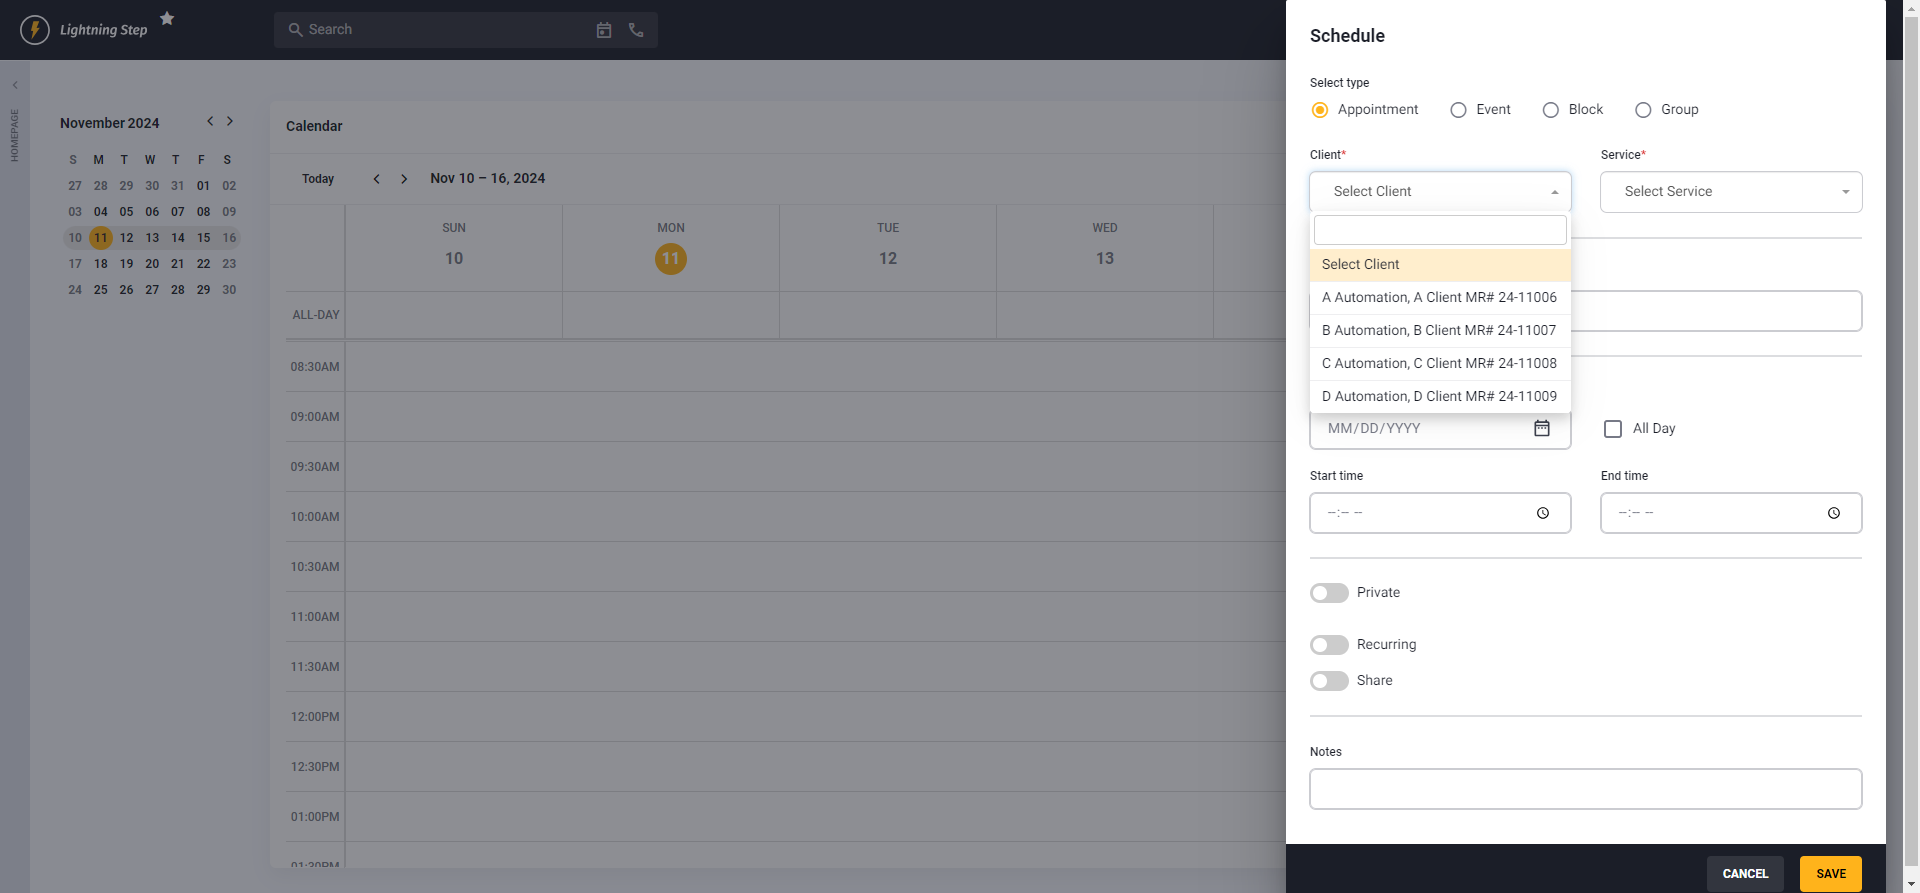 Lightning Step
Search
HOMEPAGE
November 2024
S M T W T F S
27 28 29 30 31 01 02
03 04 05 06 07 08 09
10 11 12 13 14 15 16
17 18 19 20 21 22 23
24 25 26 27 28 29 30
Calendar
Today Nov 10 – 16, 2024
SUN MON TUE WED
10 11 12 13
ALL-DAY
08:30AM
09:00AM
09:30AM
10:00AM
10:30AM
11:00AM
11:30AM
12:00PM
12:30PM
01:00PM
01:30PM
Schedule
Select type
Appointment Event Block Group
Client* Service*
Select Client Select Service
Select Client
A Automation, A Client MR# 24-11006
B Automation, B Client MR# 24-11007
C Automation, C Client MR# 24-11008
D Automation, D Client MR# 24-11009
MM/DD/YYYY All Day
Start time End time
--:-- -- --:-- --
Private
Recurring
Share
Notes
CANCEL SAVE